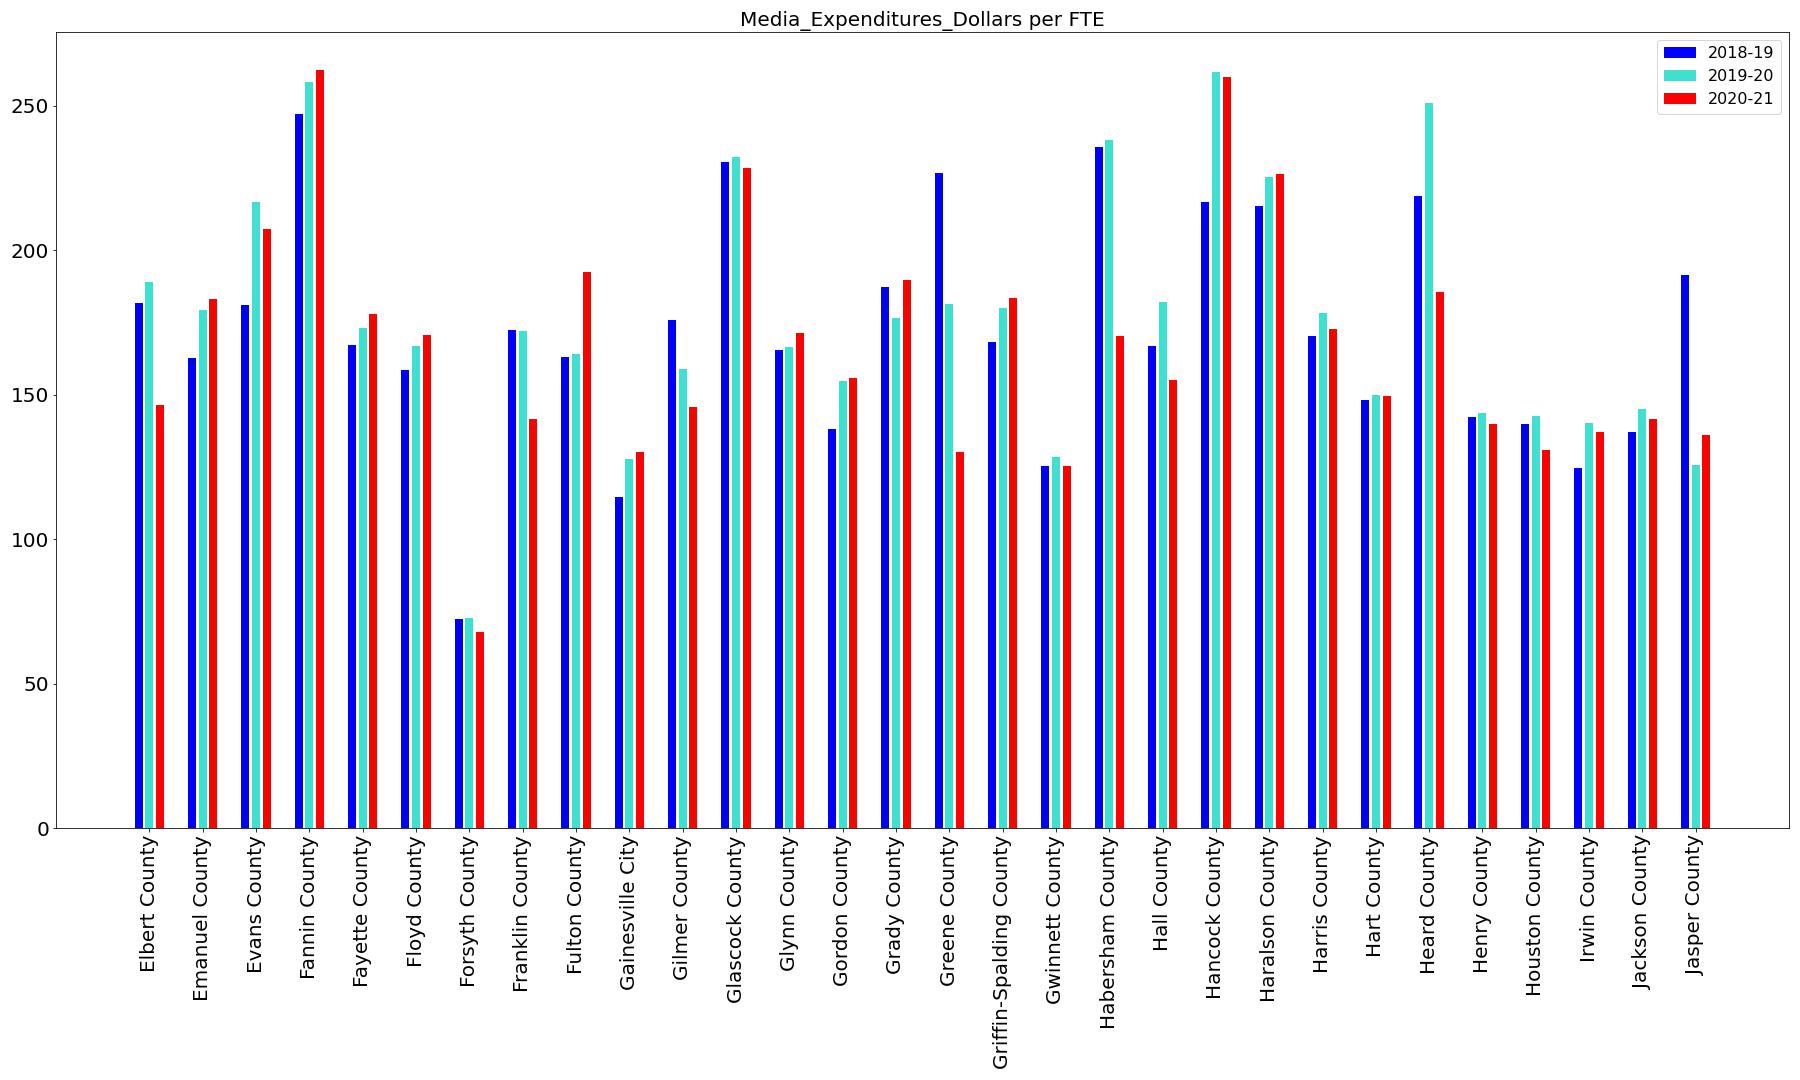 Media_Expenditures_Dollars per FTE
2018-19
2019-20
2020-21
250
200
150
100
50
0
Elbert County
Emanuel County
Evans County
Fannin County
Fayette County
Floyd County
Forsyth County
Franklin County
Fulton County
Gainesville City
Gilmer County
Glascock County
Glynn County
Gordon County
Grady County
Greene County
Griffin-Spalding County
Gwinnett County
Habersham County
Hall County
Hancock County
Haralson County
Harris County
Hart County
Heard County
Henry County
Houston County
Irwin County
Jackson County
Jasper County